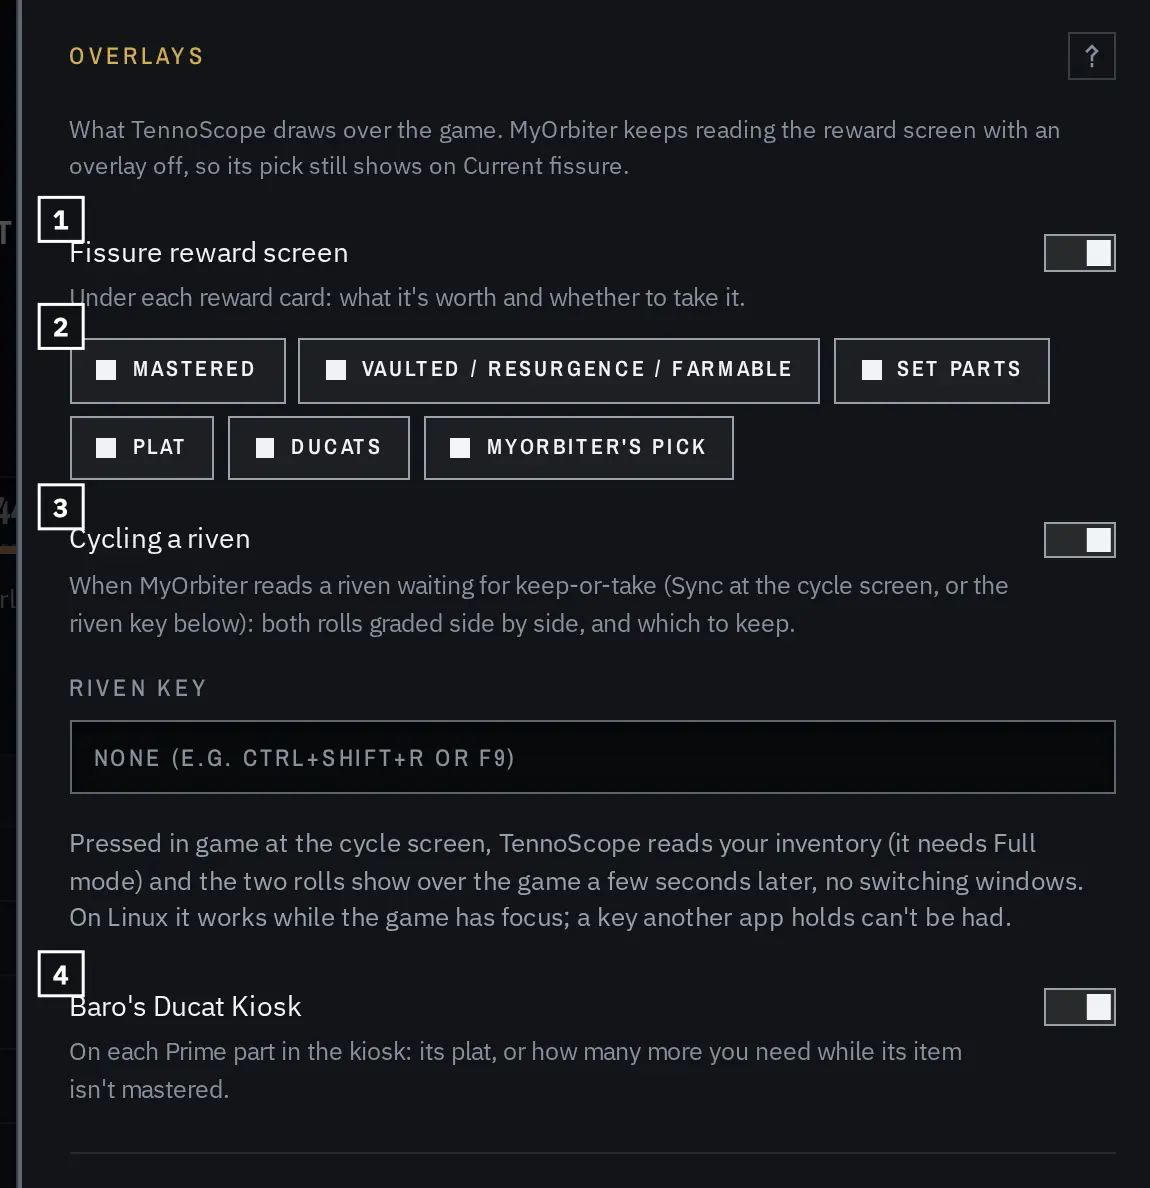 OVERLAYS
?
What TennoScope draws over the game. MyOrbiter keeps reading the reward screen with an
overlay off, so its pick still shows on Current fissure.
1
Fissure reward screen
Under each reward card: what it's worth and whether to take it.
2
MASTERED
VAULTED / RESURGENCE / FARMABLE
SET PARTS
PLAT
DUCATS
MYORBITER'S PICK
3
Cycling a riven
When MyOrbiter reads a riven waiting for keep-or-take (Sync at the cycle screen, or the
riven key below): both rolls graded side by side, and which to keep.
RIVEN KEY
NONE (E.G. CTRL+SHIFT+R OR F9)
Pressed in game at the cycle screen, TennoScope reads your inventory (it needs Full
mode) and the two rolls show over the game a few seconds later, no switching windows.
On Linux it works while the game has focus; a key another app holds can't be had.
4
Baro's Ducat Kiosk
On each Prime part in the kiosk: its plat, or how many more you need while its item
isn't mastered.